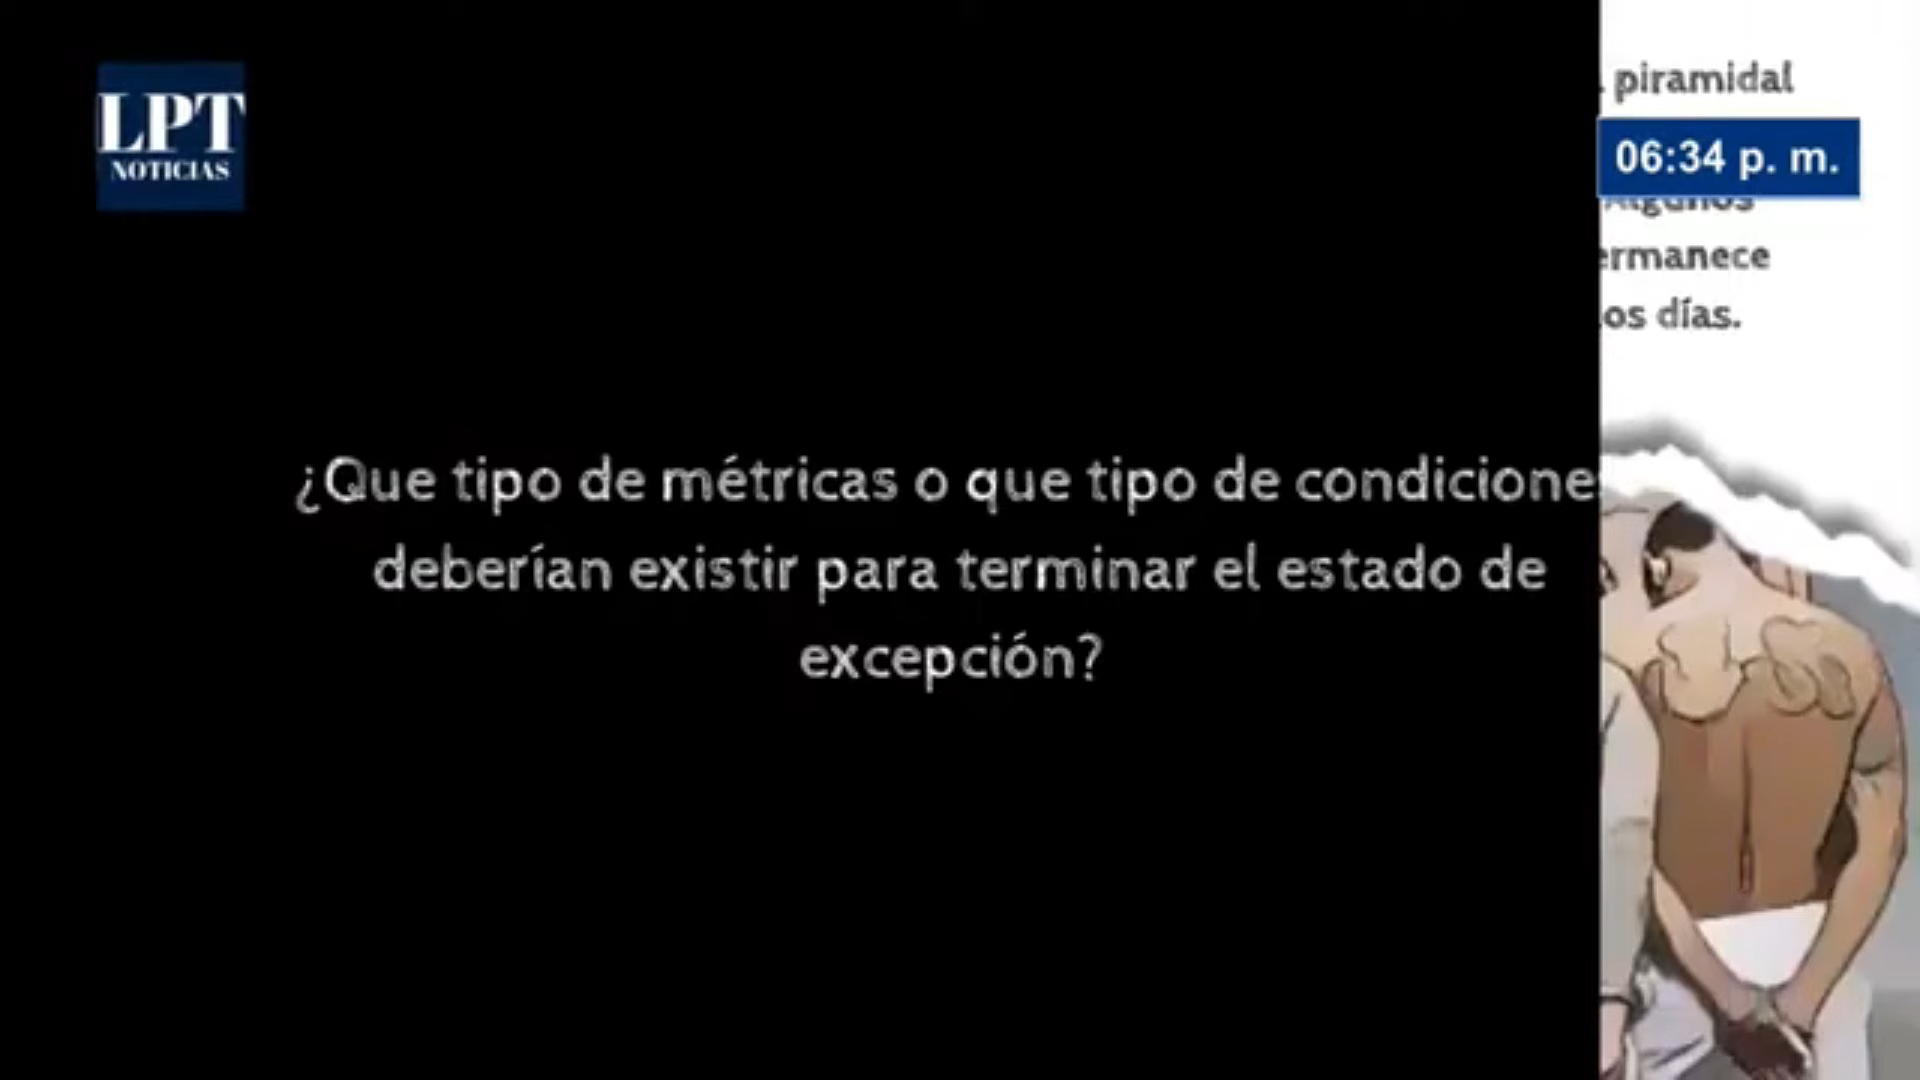 LPT
NOTICIAS
piramidal
06:34 p. m.
¿Que tipo de métricas o que tipo de condicione
deberían existir para terminar el estado de
excepción?
ermanece
os días.